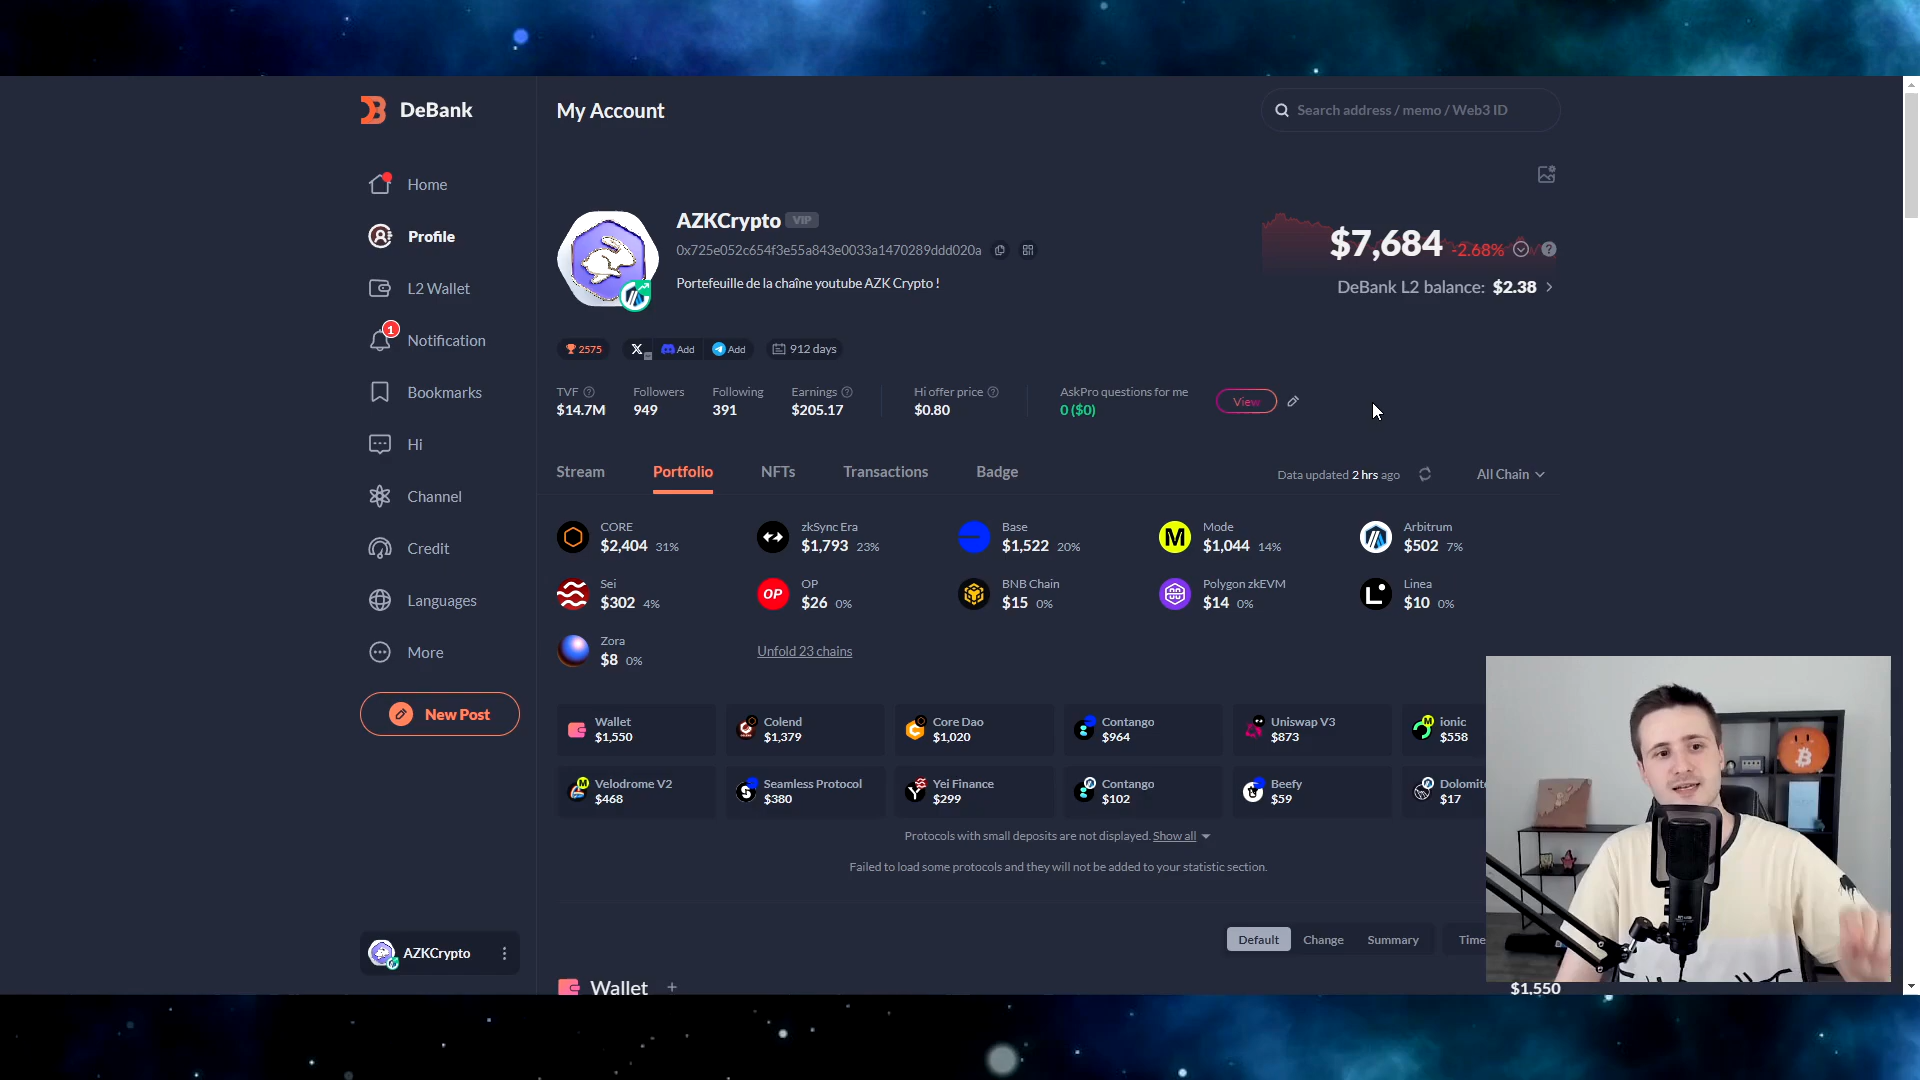 DeBank
My Account
Search address / memo / Web3 ID
Home
Profile
L2 Wallet
1
Notification
Bookmarks
Hi
Channel
Credit
Languages
More
New Post
AZKCrypto
AZKCrypto VIP
0x725e052c654f3e55a843e0033a1470289ddd020a
Portefeuille de la chaîne youtube AZK Crypto !
$7,684 -2.68%
DeBank L2 balance: $2.38
2575 Add Add 912 days
TVF Followers Following Earnings Hi offer price AskPro questions for me
$14.7M 949 391 $205.17 $0.80 0 ($0)
View
Stream Portfolio NFTs Transactions Badge
Data updated 2 hrs ago All Chain
CORE zkSync Era Base Mode Arbitrum
$2,404 31% $1,793 23% $1,522 20% $1,044 14% $502 7%
Sei OP BNB Chain Polygon zkEVM Linea
$302 4% $26 0% $15 0% $14 0% $10 0%
Zora
$8 0%
Unfold 23 chains
Wallet Colend Core Dao Contango Uniswap V3 ionic
$1,550 $1,379 $1,020 $964 $873 $558
Velodrome V2 Seamless Protocol Yei Finance Contango Beefy Dolomite
$468 $380 $299 $102 $59 $17
Protocols with small deposits are not displayed. Show all
Failed to load some protocols and they will not be added to your statistic section.
Default Change Summary Time
Wallet +
$1,550